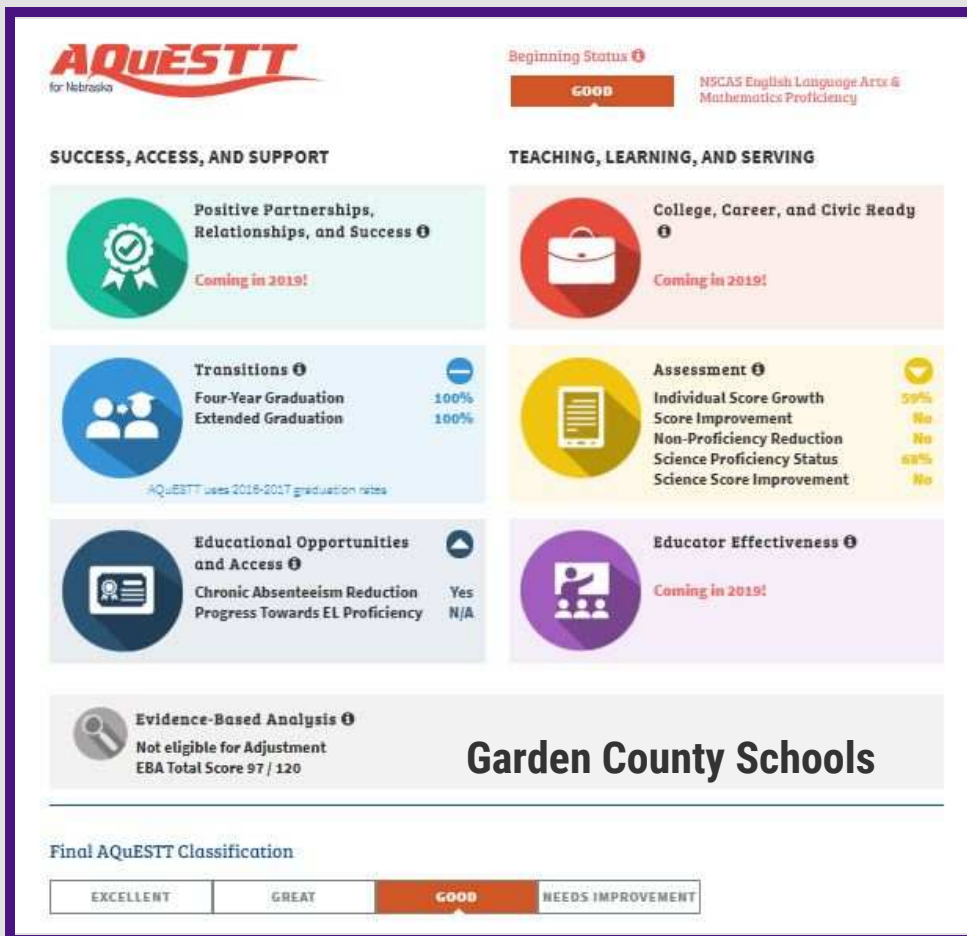 AQuESTT
for Nebraska
Beginning Status
GOOD
NSCAS English Language Arts &
Mathematics Proficiency
SUCCESS, ACCESS, AND SUPPORT
TEACHING, LEARNING, AND SERVING
Positive Partnerships,
Relationships, and Success
Coming in 2019!
College, Career, and Civic Ready
Coming in 2019!
Transitions
Four-Year Graduation 100%
Extended Graduation 100%
AQuESTT uses 2016-2017 graduation rates
Assessment
Individual Score Growth 59%
Score Improvement No
Non-Proficiency Reduction No
Science Proficiency Status 68%
Science Score Improvement No
Educational Opportunities
and Access
Chronic Absenteeism Reduction Yes
Progress Towards EL Proficiency N/A
Educator Effectiveness
Coming in 2019!
Evidence-Based Analysis
Not eligible for Adjustment
EBA Total Score 97 / 120
Garden County Schools
Final AQuESTT Classification
EXCELLENT GREAT GOOD NEEDS IMPROVEMENT